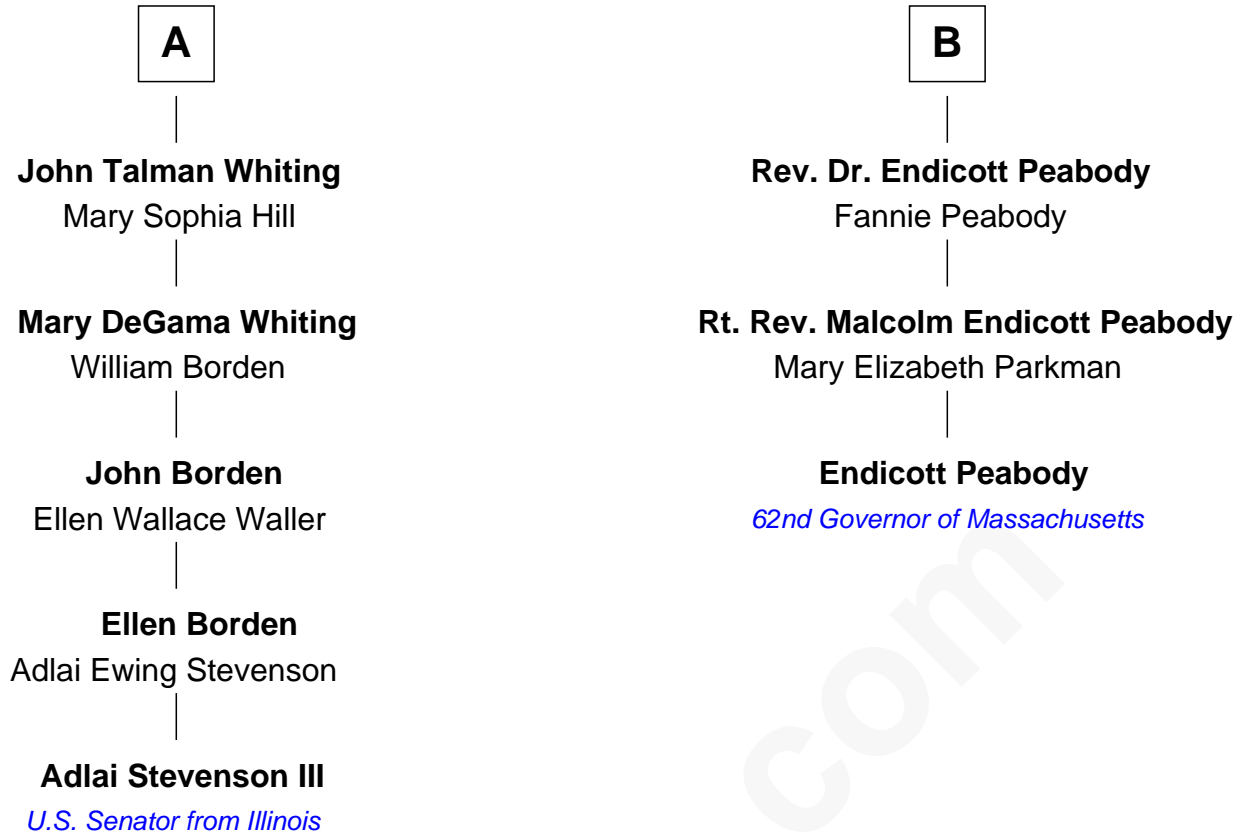 A
John Talman Whiting
Mary Sophia Hill
Mary DeGama Whiting
William Borden
John Borden
Ellen Wallace Waller
Ellen Borden
Adlai Ewing Stevenson
Adlai Stevenson III
U.S. Senator from Illinois
B
Rev. Dr. Endicott Peabody
Fannie Peabody
Rt. Rev. Malcolm Endicott Peabody
Mary Elizabeth Parkman
Endicott Peabody
62nd Governor of Massachusetts
com